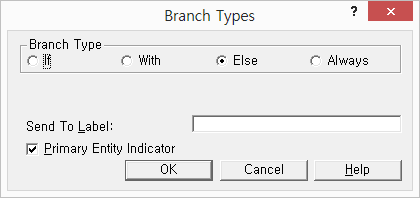 Branch Types
?
Branch Type
If With Else Always
Send To Label:
Primary Entity Indicator
OK Cancel Help